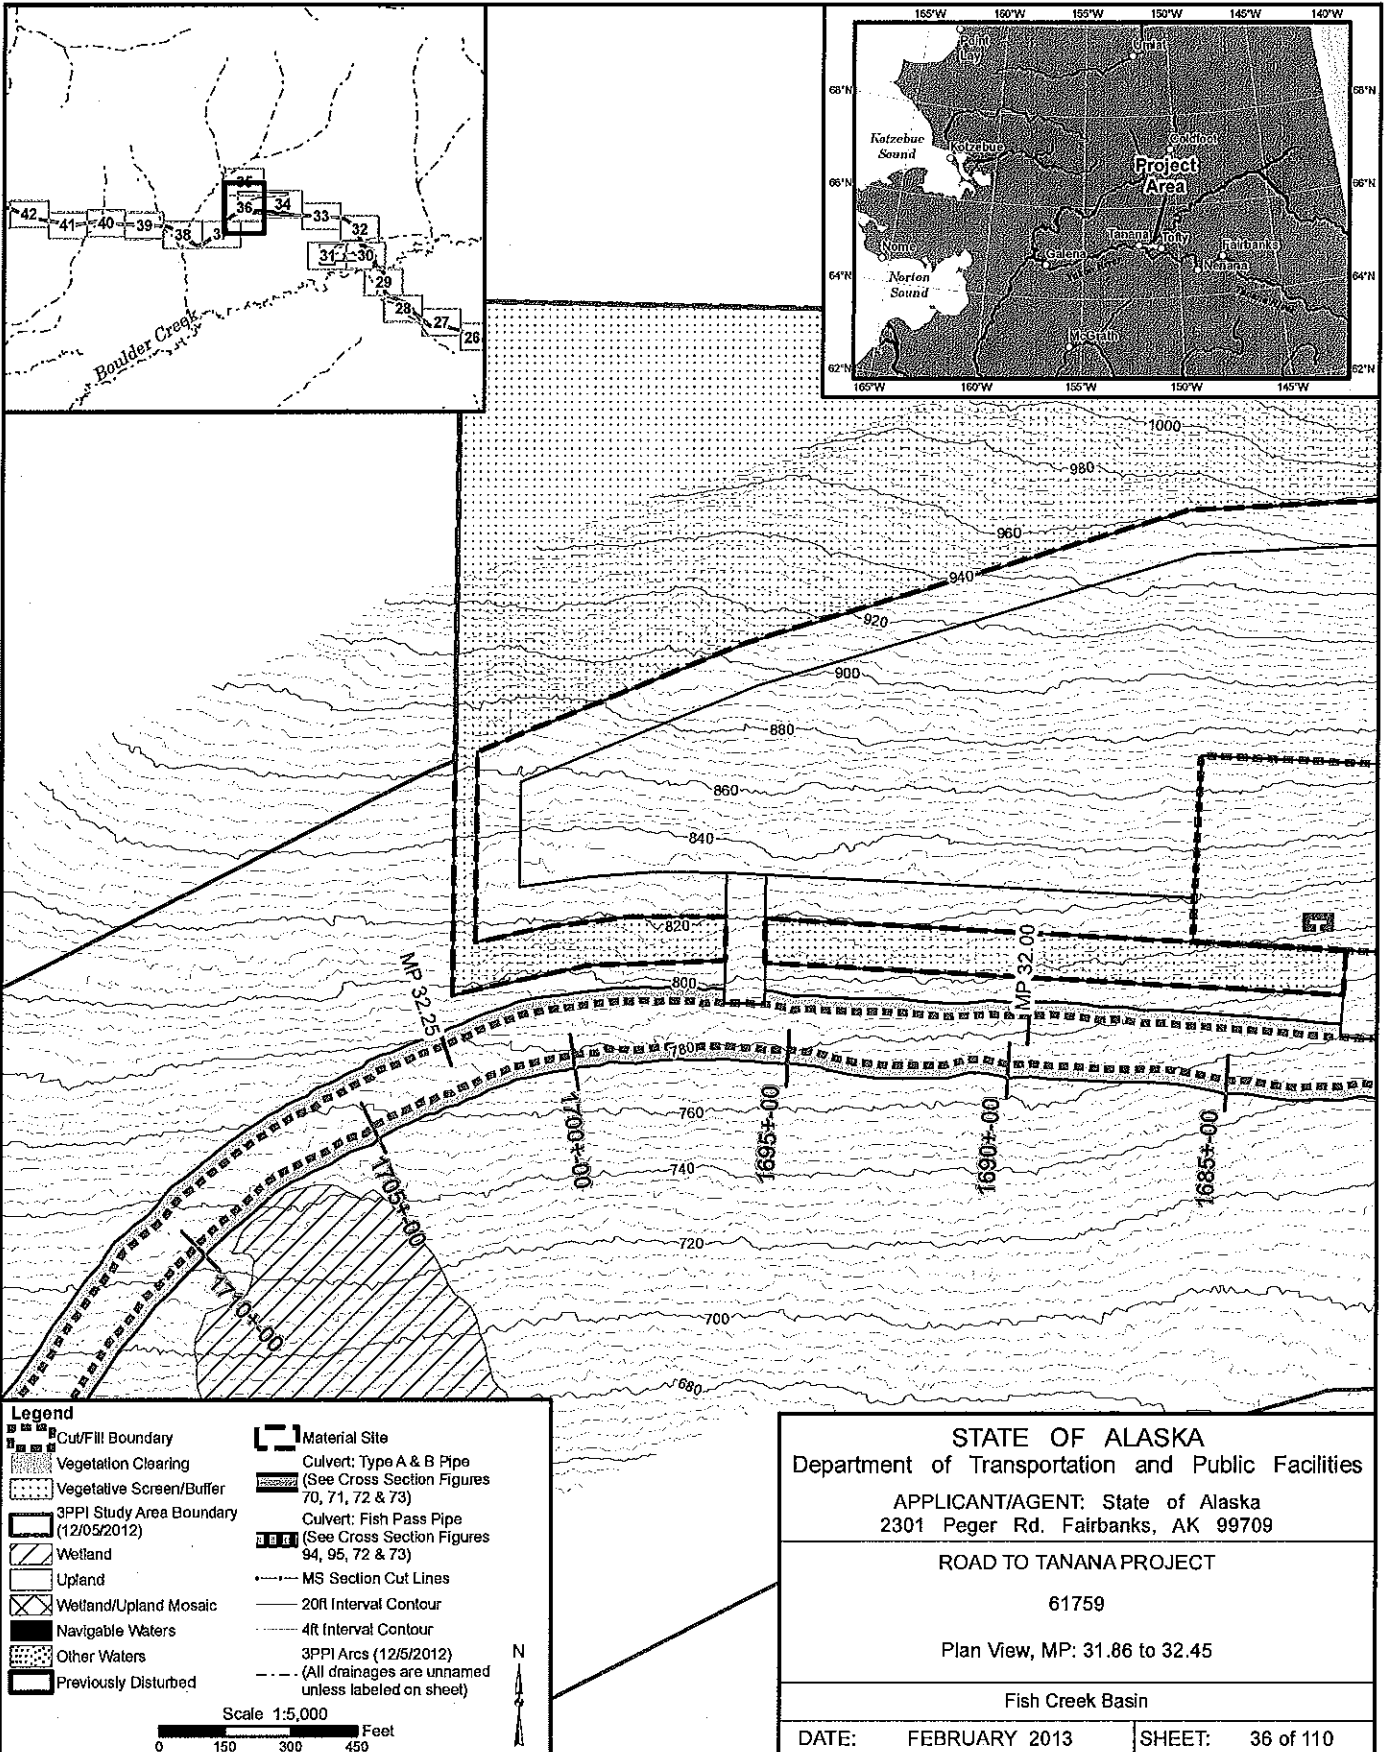 35
42
41
40
39
38
36
34
33
32
31
30
29
28
27
26
Boulder Creek
165°W 160°W 155°W 150°W 145°W 140°W
68°N 68°N
66°N 66°N
64°N 64°N
62°N 62°N
165°W 160°W 155°W 150°W 145°W
Point
Lay
Umiat
Kotzebue
Sound
Kotzebue
Coldfoot
Project
Area
Nome
Norton
Sound
Galena
Tanana
Tofty
Fairbanks
Nenana
McGrath
1000
980
960
940
920
900
880
860
840
820
800
780
760
740
720
700
680
MP 32.25
MP 32.00
1710+00
1705+00
1700+00
1695+00
1690+00
1685+00
Legend
Cut/Fill Boundary
Vegetation Clearing
Vegetative Screen/Buffer
3PPI Study Area Boundary
(12/05/2012)
Wetland
Upland
Wetland/Upland Mosaic
Navigable Waters
Other Waters
Previously Disturbed
Material Site
Culvert: Type A & B Pipe
(See Cross Section Figures
70, 71, 72 & 73)
Culvert: Fish Pass Pipe
(See Cross Section Figures
94, 95, 72 & 73)
MS Section Cut Lines
20ft Interval Contour
4ft Interval Contour
3PPI Arcs (12/5/2012)
(All drainages are unnamed
unless labeled on sheet)
N
Scale 1:5,000
Feet
0 150 300 450
STATE OF ALASKA
Department of Transportation and Public Facilities
APPLICANT/AGENT: State of Alaska
2301 Peger Rd. Fairbanks, AK 99709
ROAD TO TANANA PROJECT
61759
Plan View, MP: 31.86 to 32.45
Fish Creek Basin
DATE: FEBRUARY 2013 SHEET: 36 of 110